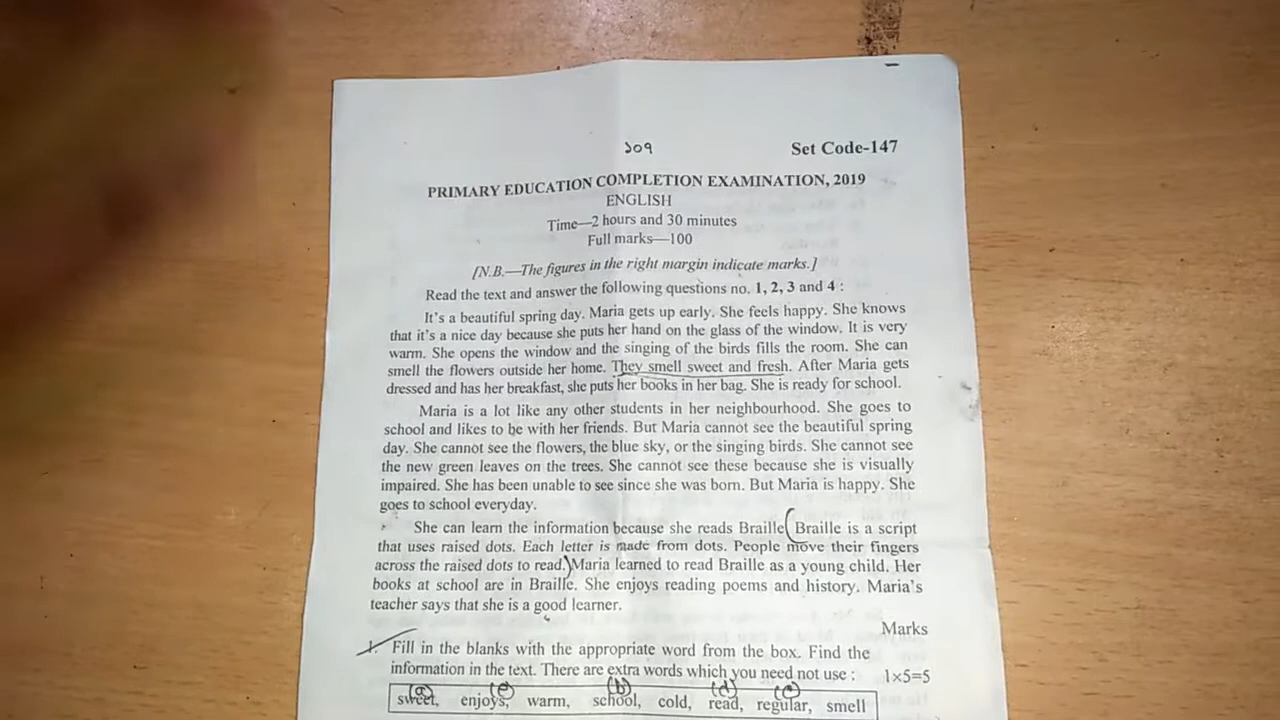 ১০৭
Set Code-147
PRIMARY EDUCATION COMPLETION EXAMINATION, 2019
ENGLISH
Time—2 hours and 30 minutes
Full marks—100
[N.B.—The figures in the right margin indicate marks.]
Read the text and answer the following questions no. 1, 2, 3 and 4 :
It's a beautiful spring day. Maria gets up early. She feels happy. She knows
that it's a nice day because she puts her hand on the glass of the window. It is very
warm. She opens the window and the singing of the birds fills the room. She can
smell the flowers outside her home. They smell sweet and fresh. After Maria gets
dressed and has her breakfast, she puts her books in her bag. She is ready for school.
Maria is a lot like any other students in her neighbourhood. She goes to
school and likes to be with her friends. But Maria cannot see the beautiful spring
day. She cannot see the flowers, the blue sky, or the singing birds. She cannot see
the new green leaves on the trees. She cannot see these because she is visually
impaired. She has been unable to see since she was born. But Maria is happy. She
goes to school everyday.
She can learn the information because she reads Braille. (Braille is a script
that uses raised dots. Each letter is made from dots. People move their fingers
across the raised dots to read.) Maria learned to read Braille as a young child. Her
books at school are in Braille. She enjoys reading poems and history. Maria's
teacher says that she is a good learner.
Marks
1. Fill in the blanks with the appropriate word from the box. Find the
information in the text. There are extra words which you need not use : 1×5=5
(a) (c) (b) (d) (e)
sweet, enjoys, warm, school, cold, read, regular, smell